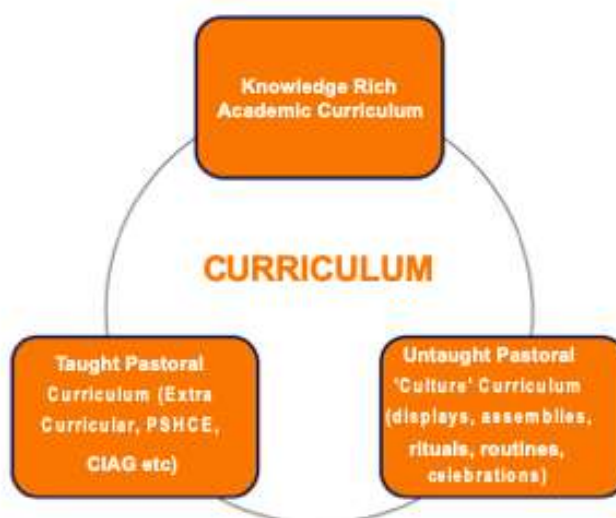 Knowledge Rich
Academic Curriculum
CURRICULUM
Taught Pastoral
Curriculum (Extra
Curricular, PSHCE,
CIAG etc)
Untaught Pastoral
'Culture' Curriculum
(displays, assemblies,
rituals, routines,
celebrations)